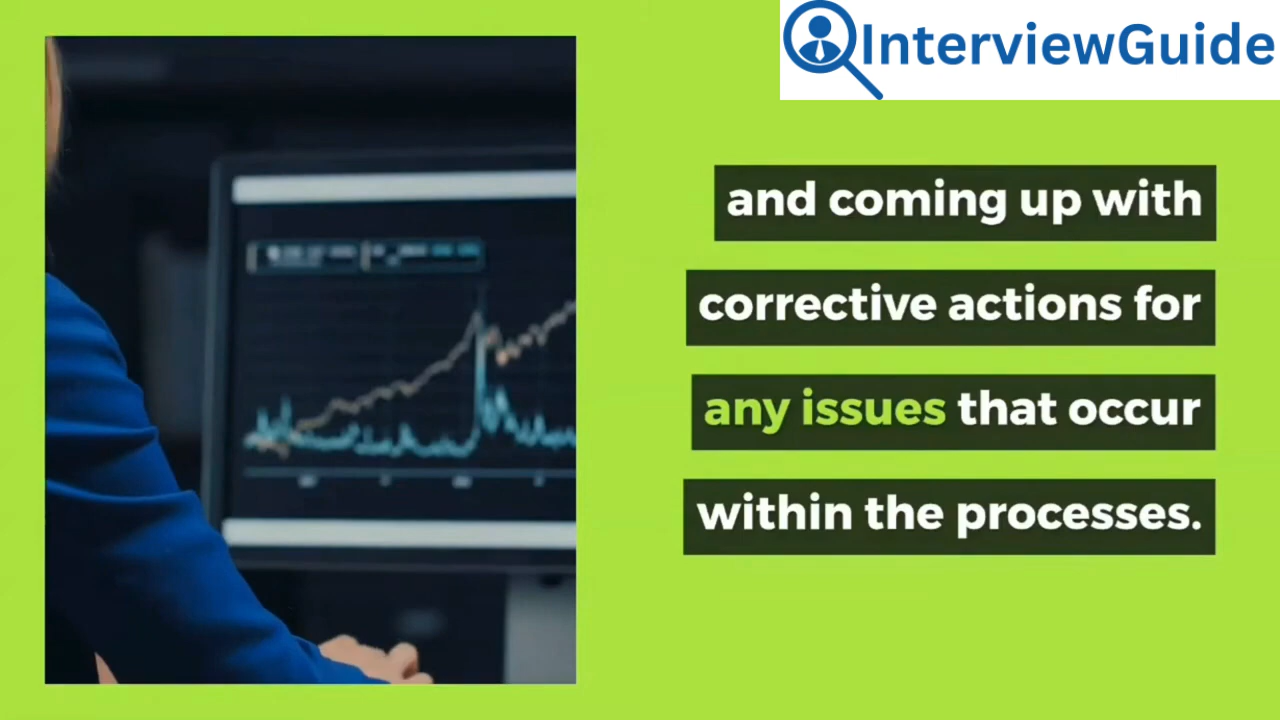 InterviewGuide
and coming up with
corrective actions for
any issues that occur
within the processes.